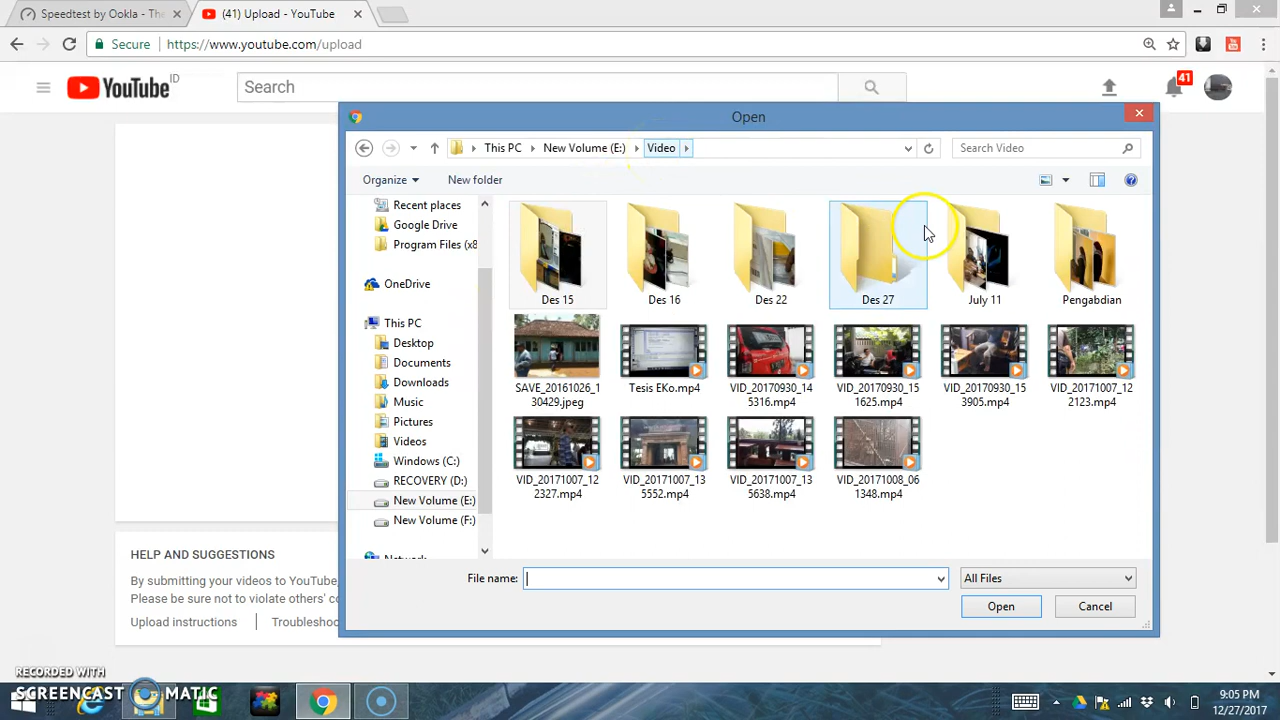 Speedtest by Ookla - The
(41) Upload - YouTube
Secure
https://www.youtube.com/upload
YouTube ID
Search
41
Open
This PC
New Volume (E:)
Video
Search Video
Organize
New folder
Recent places
Google Drive
Program Files (x8
OneDrive
This PC
Desktop
Documents
Downloads
Music
Pictures
Videos
Windows (C:)
RECOVERY (D:)
New Volume (E:)
New Volume (F:)
Network
Des 15
Des 16
Des 22
Des 27
July 11
Pengabdian
SAVE_20161026_1
30429.jpeg
Tesis EKo.mp4
VID_20170930_14
5316.mp4
VID_20170930_15
1625.mp4
VID_20170930_15
3905.mp4
VID_20171007_12
2123.mp4
VID_20171007_12
2327.mp4
VID_20171007_13
5552.mp4
VID_20171007_13
5638.mp4
VID_20171008_06
1348.mp4
File name:
All Files
Open
Cancel
HELP AND SUGGESTIONS
By submitting your videos to YouTube,
Please be sure not to violate others' co
Upload instructions
Troubleshoo
RECORDED WITH
SCREENCAST MATIC
9:05 PM
12/27/2017